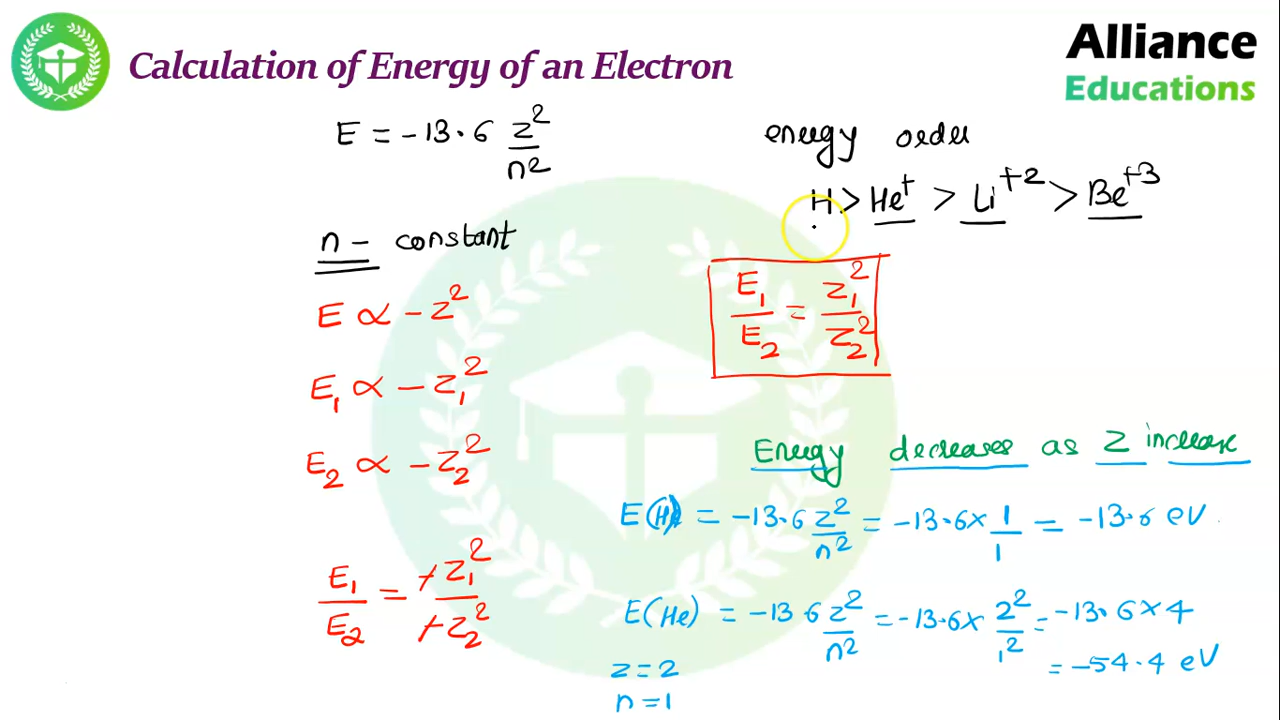 Calculation of Energy of an Electron
Alliance
Educations
E = -13.6 z²/n²
n - constant
E ∝ - z²
E₁ ∝ - z₁²
E₂ ∝ - z₂²
E₁/E₂ = -z₁²/-z₂²
energy order
H > He⁺ > Li⁺² > Be⁺³
E₁/E₂ = z₁²/z₂²
Energy decreases as z increase
E(H) = -13.6 z²/n² = -13.6 × 1/1 = -13.6 eV
E(He) = -13.6 z²/n² = -13.6 × 2²/1² = -13.6 × 4
= -54.4 eV
z = 2
n = 1